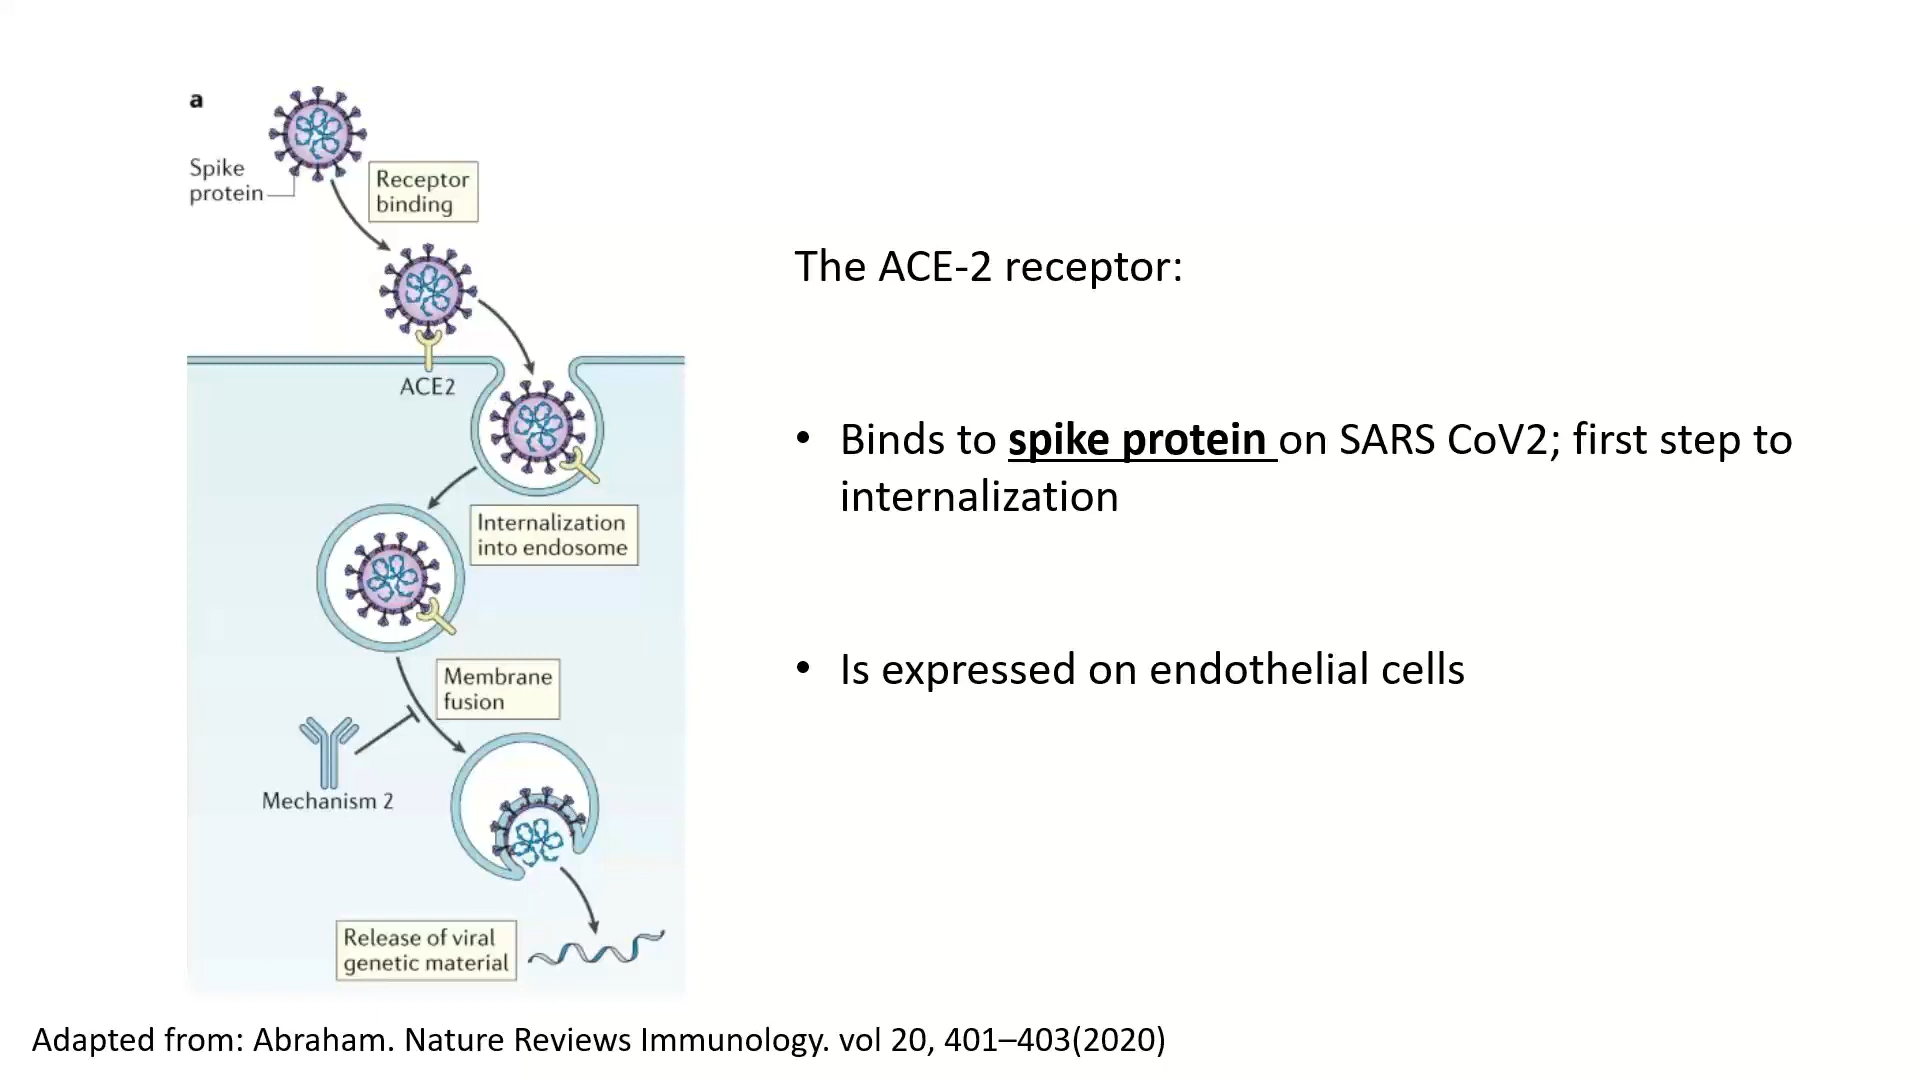 a
Spike
protein
Receptor
binding
ACE2
Internalization
into endosome
Membrane
fusion
Mechanism 2
Release of viral
genetic material
The ACE-2 receptor:
• Binds to spike protein on SARS CoV2; first step to
internalization
• Is expressed on endothelial cells
Adapted from: Abraham. Nature Reviews Immunology. vol 20, 401–403(2020)